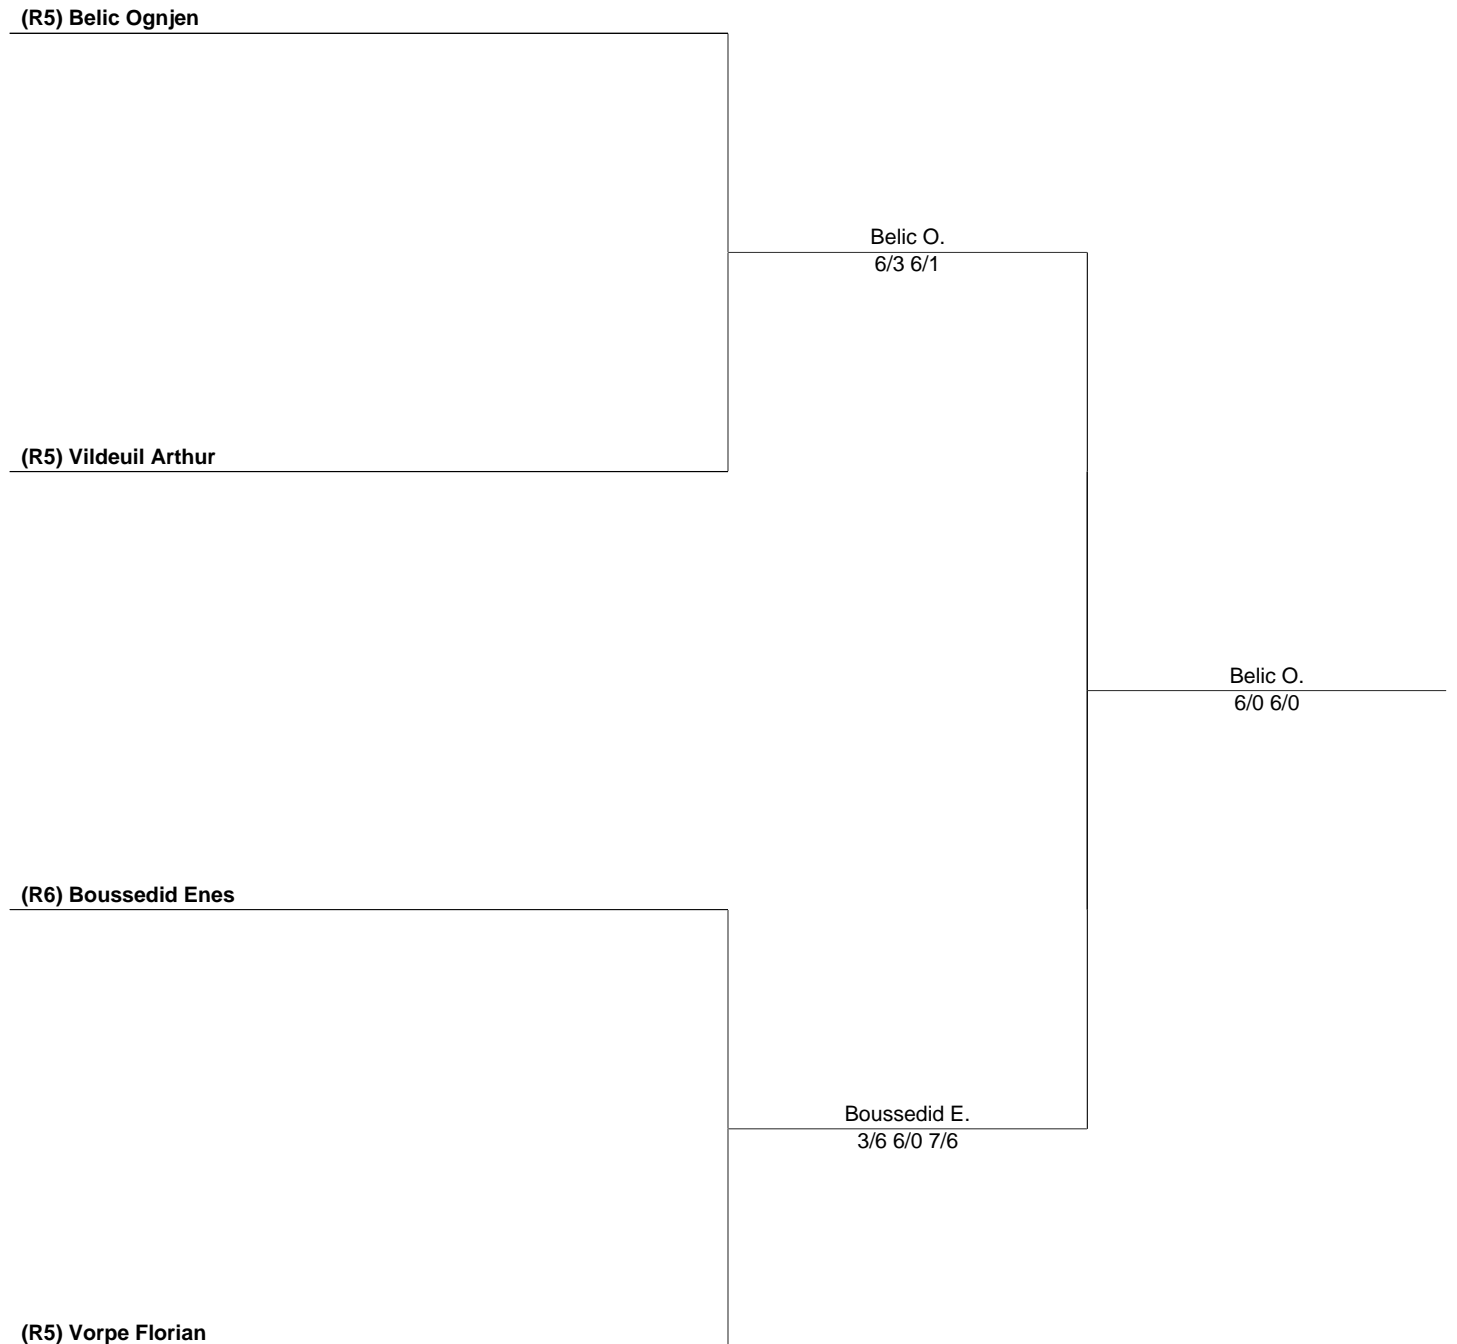 (R5) Belic Ognjen
Belic O.
6/3 6/1
(R5) Vildeuil Arthur
Belic O.
6/0 6/0
(R6) Boussedid Enes
Boussedid E.
3/6 6/0 7/6
(R5) Vorpe Florian